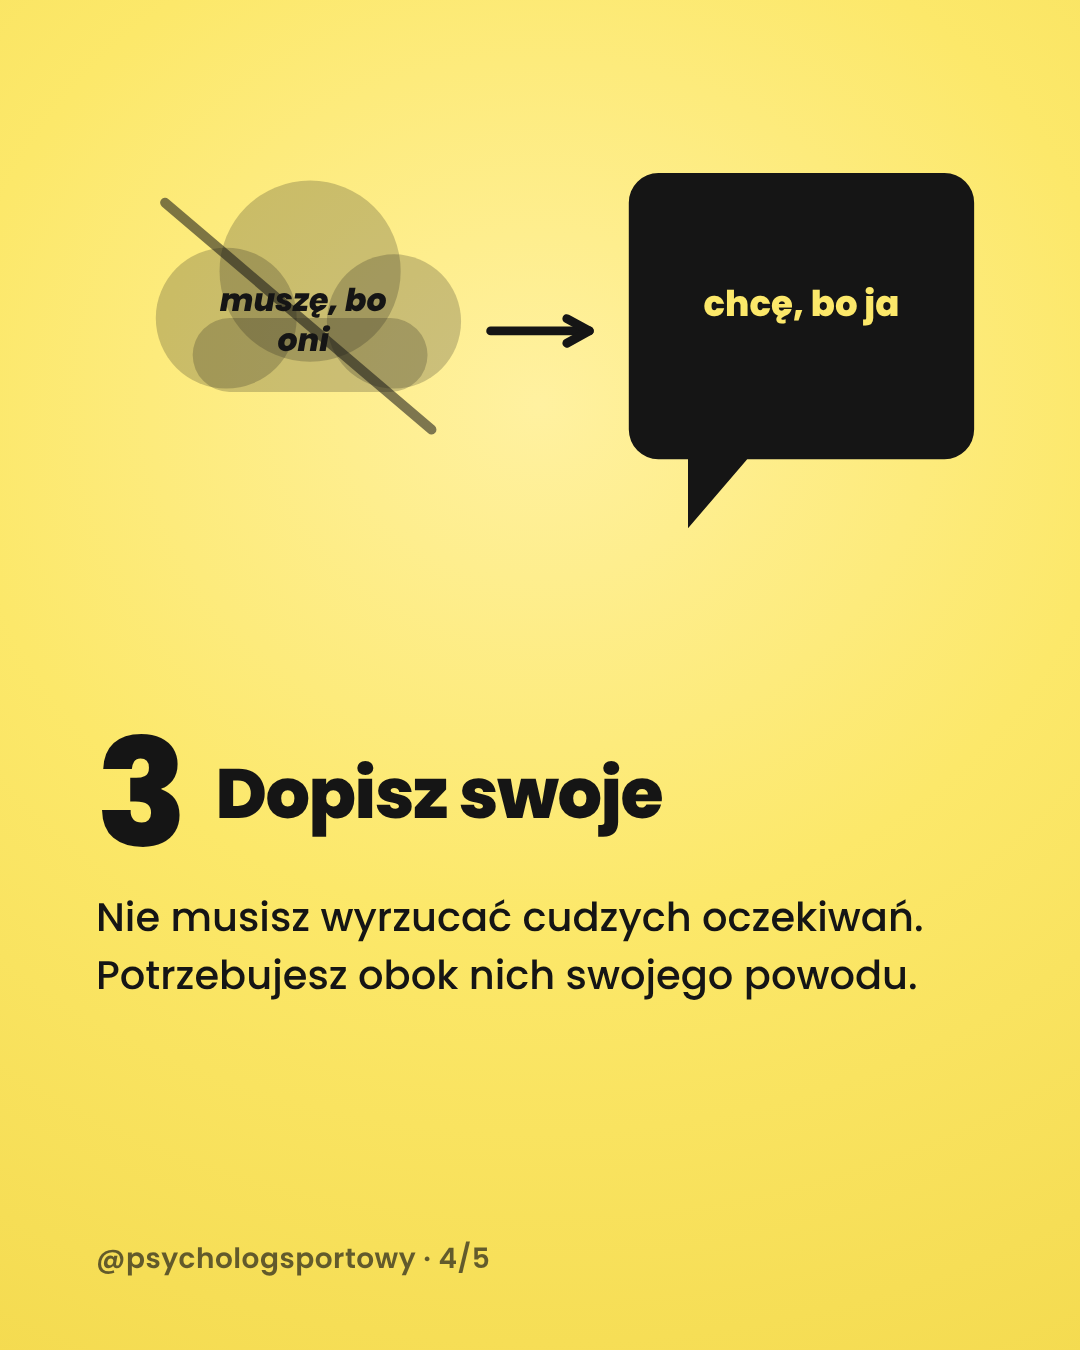 muszę, bo
oni
chcę, bo ja
3 Dopisz swoje
Nie musisz wyrzucać cudzych oczekiwań.
Potrzebujesz obok nich swojego powodu.
@psychologsportowy · 4/5